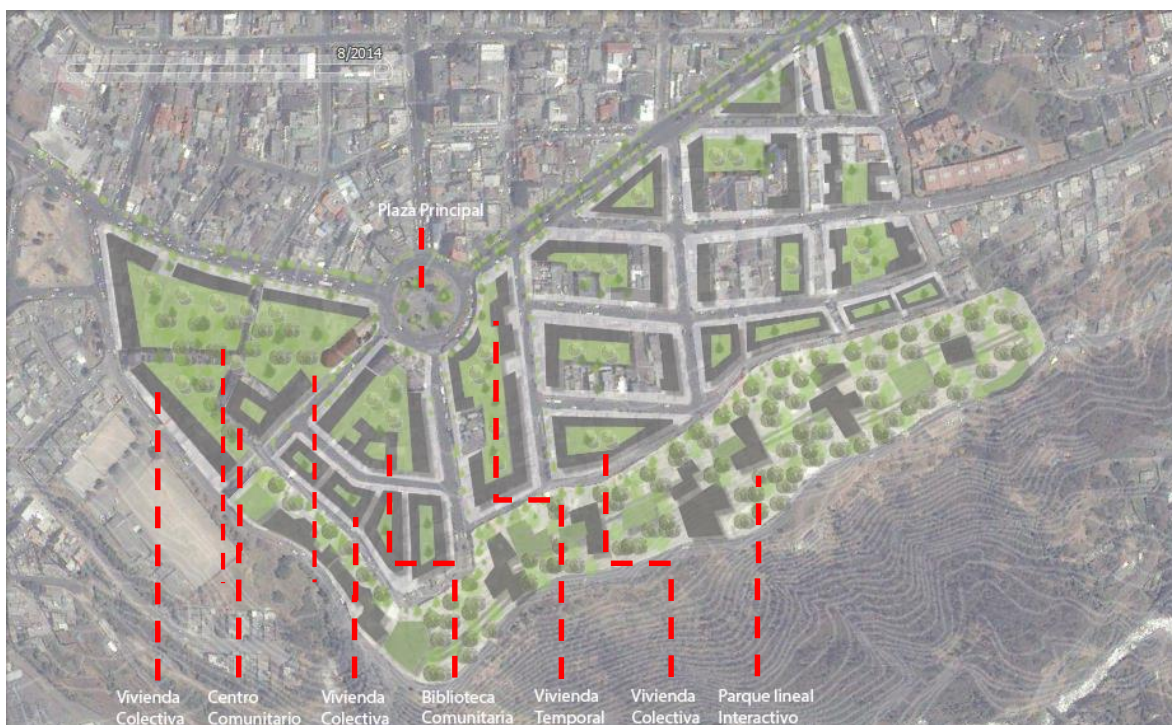 8/2014
Plaza Principal
Vivienda
Colectiva
Centro
Comunitario
Vivienda
Colectiva
Biblioteca
Comunitaria
Vivienda
Temporal
Vivienda
Colectiva
Parque lineal
Interactivo